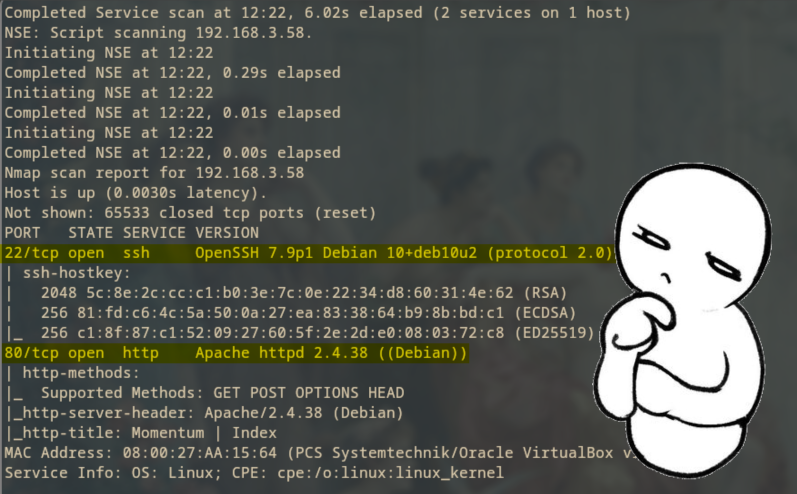 Completed Service scan at 12:22, 6.02s elapsed (2 services on 1 host)
NSE: Script scanning 192.168.3.58.
Initiating NSE at 12:22
Completed NSE at 12:22, 0.29s elapsed
Initiating NSE at 12:22
Completed NSE at 12:22, 0.01s elapsed
Initiating NSE at 12:22
Completed NSE at 12:22, 0.00s elapsed
Nmap scan report for 192.168.3.58
Host is up (0.0030s latency).
Not shown: 65533 closed tcp ports (reset)
PORT   STATE SERVICE VERSION
22/tcp open  ssh     OpenSSH 7.9p1 Debian 10+deb10u2 (protocol 2.0)
| ssh-hostkey:
|   2048 5c:8e:2c:cc:c1:b0:3e:7c:0e:22:34:d8:60:31:4e:62 (RSA)
|   256 81:fd:c6:4c:5a:50:0a:27:ea:83:38:64:b9:8b:bd:c1 (ECDSA)
|_  256 c1:8f:87:c1:52:09:27:60:5f:2e:2d:e0:08:03:72:c8 (ED25519)
80/tcp open  http    Apache httpd 2.4.38 ((Debian))
| http-methods:
|_  Supported Methods: GET POST OPTIONS HEAD
|_http-server-header: Apache/2.4.38 (Debian)
|_http-title: Momentum | Index
MAC Address: 08:00:27:AA:15:64 (PCS Systemtechnik/Oracle VirtualBox
Service Info: OS: Linux; CPE: cpe:/o:linux:linux_kernel